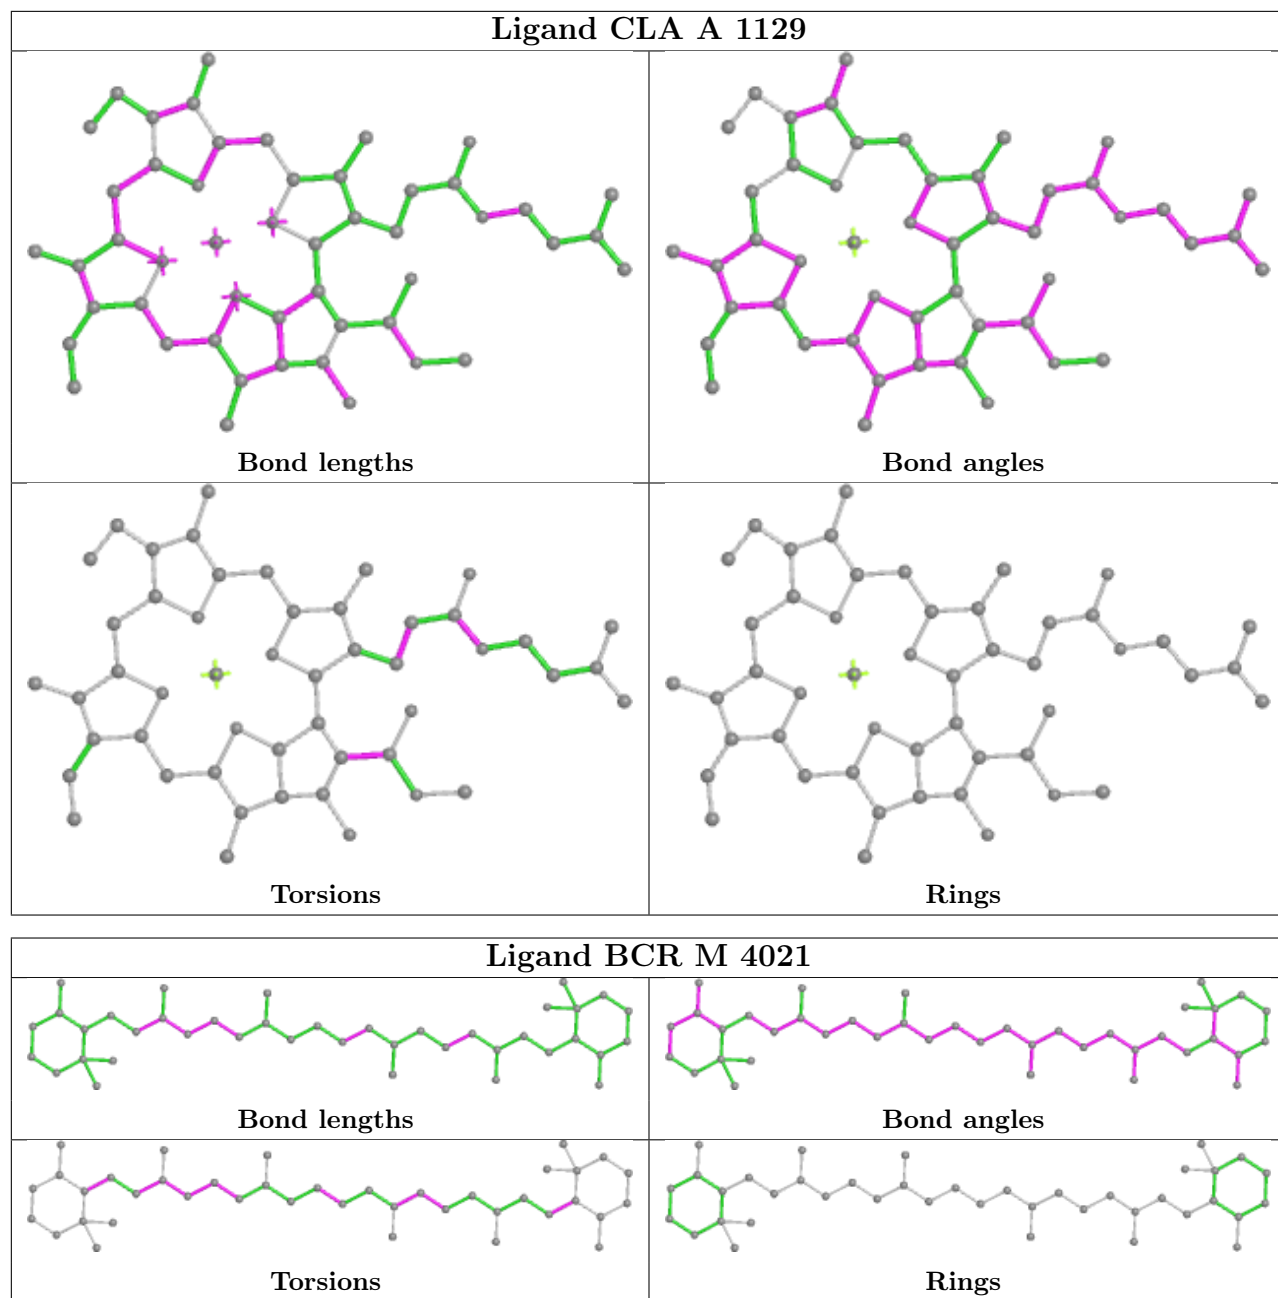 Ligand CLA A 1129
Bond lengths
Bond angles
Torsions
Rings
Ligand BCR M 4021
Bond lengths
Bond angles
Torsions
Rings